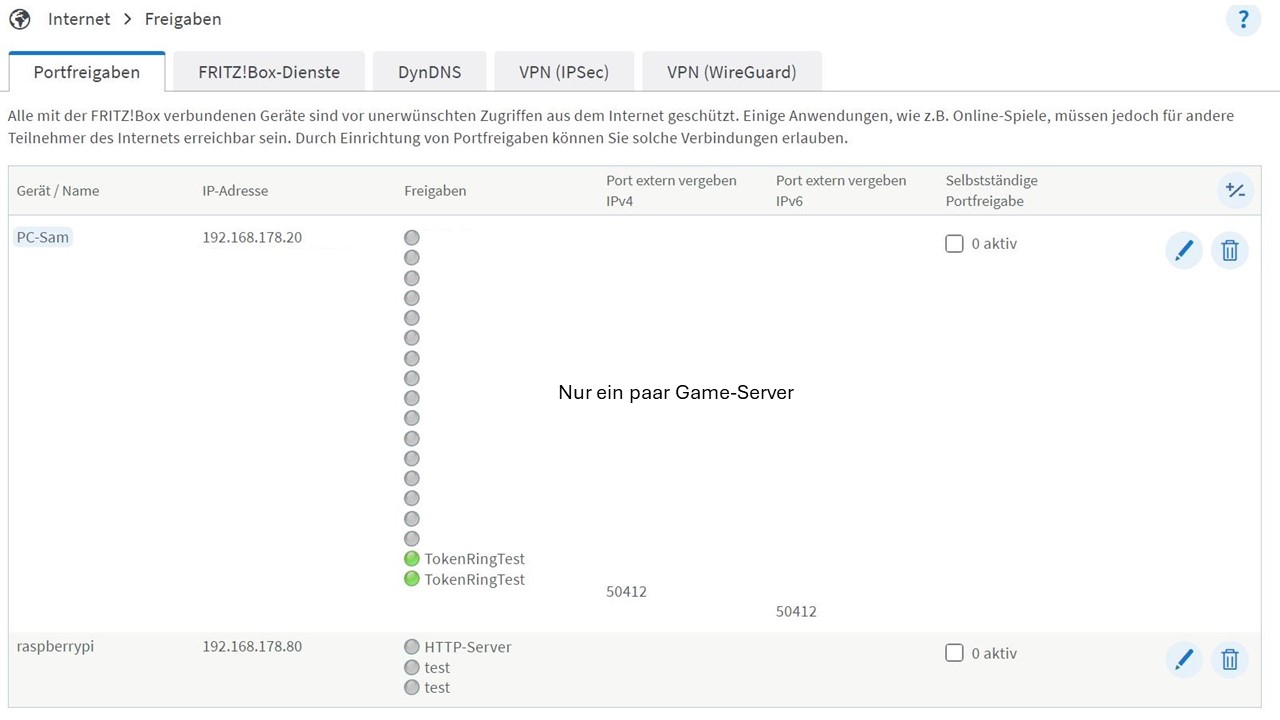 Internet > Freigaben
?
Portfreigaben FRITZ!Box-Dienste DynDNS VPN (IPSec) VPN (WireGuard)
Alle mit der FRITZ!Box verbundenen Geräte sind vor unerwünschten Zugriffen aus dem Internet geschützt. Einige Anwendungen, wie z.B. Online-Spiele, müssen jedoch für andere
Teilnehmer des Internets erreichbar sein. Durch Einrichtung von Portfreigaben können Sie solche Verbindungen erlauben.
Gerät / Name IP-Adresse Freigaben Port extern vergeben IPv4 Port extern vergeben IPv6 Selbstständige Portfreigabe +/-
PC-Sam 192.168.178.20 0 aktiv
Nur ein paar Game-Server
TokenRingTest
TokenRingTest
50412
50412
raspberrypi 192.168.178.80 HTTP-Server 0 aktiv
test
test